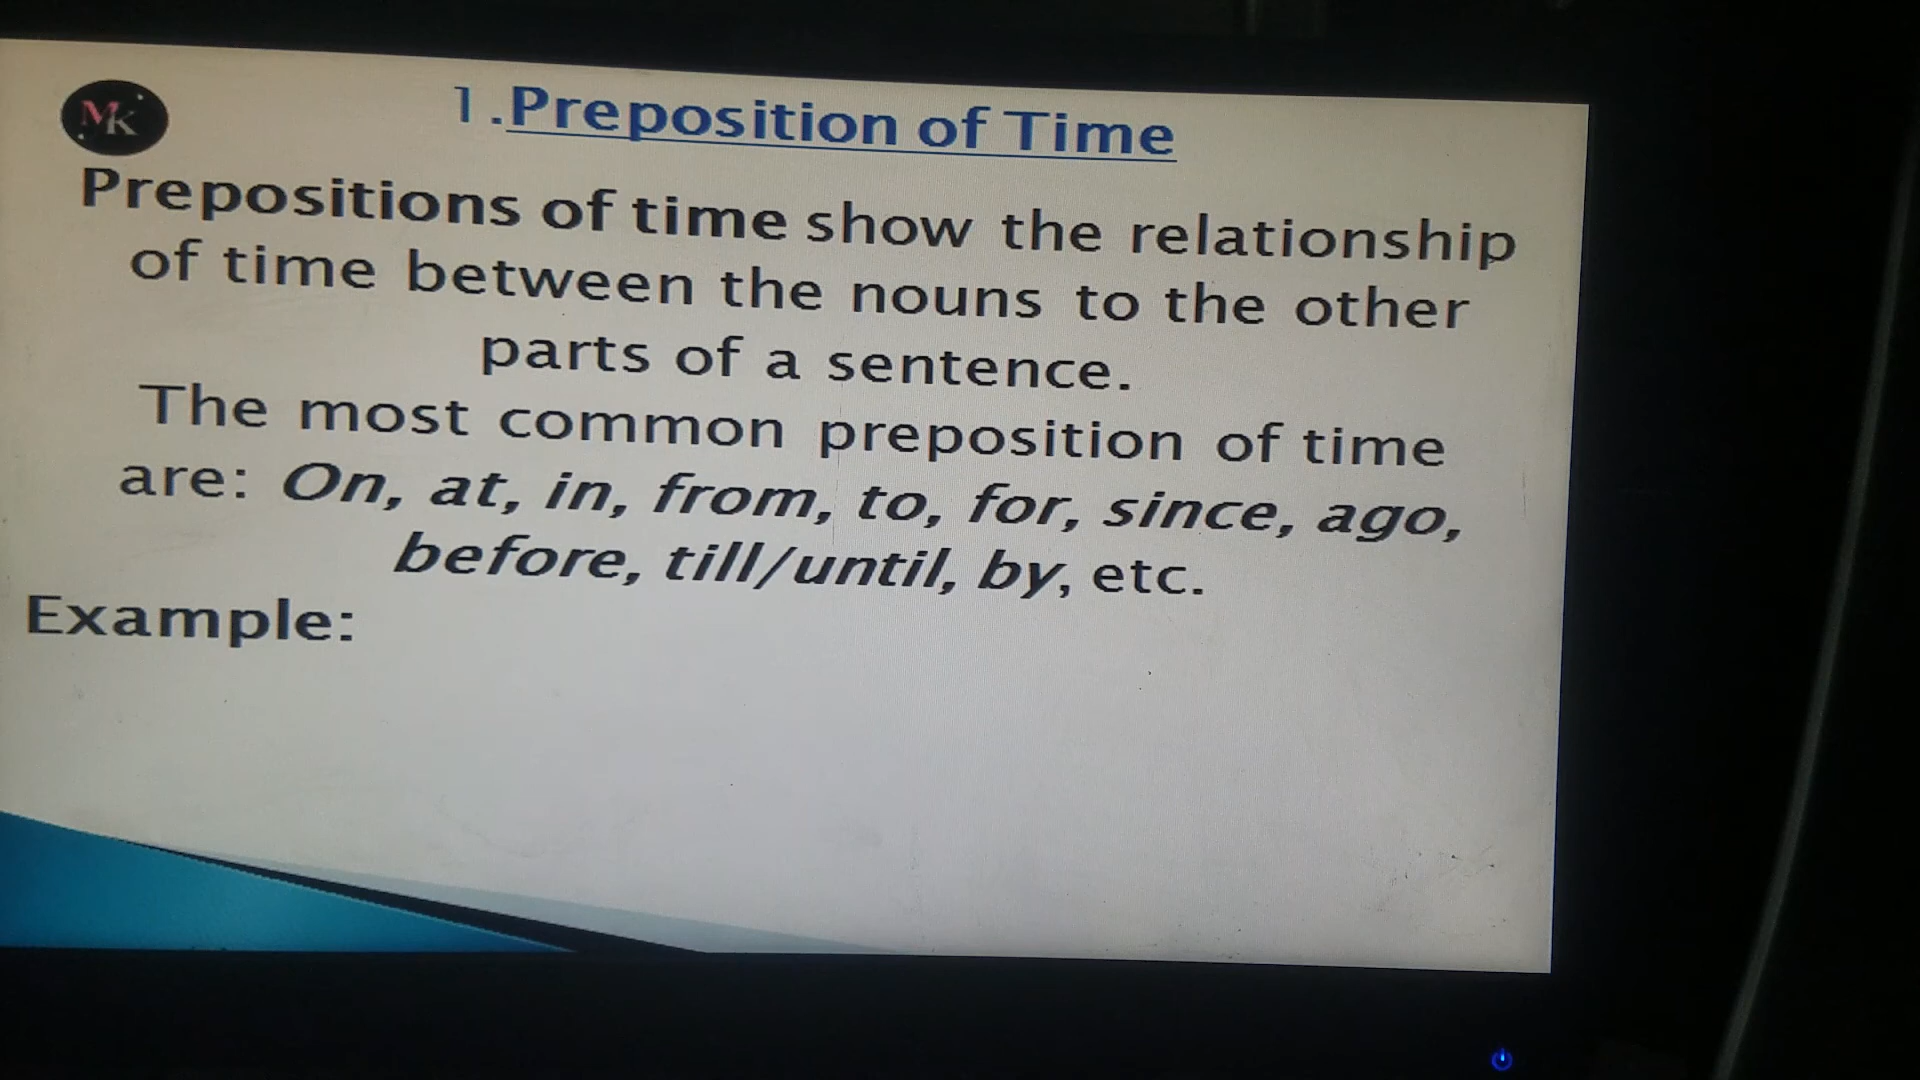 MK
1.Preposition of Time
Prepositions of time show the relationship
of time between the nouns to the other
parts of a sentence.
The most common preposition of time
are: On, at, in, from, to, for, since, ago,
before, till/until, by, etc.
Example: